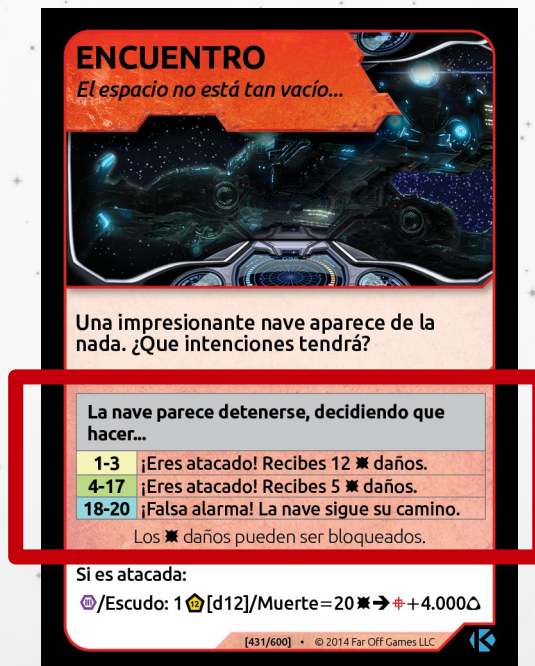 ENCUENTRO
El espacio no está tan vacío...
Una impresionante nave aparece de la
nada. ¿Que intenciones tendrá?
La nave parece detenerse, decidiendo que
hacer...
1-3 ¡Eres atacado! Recibes 12 daños.
4-17 ¡Eres atacado! Recibes 5 daños.
18-20 ¡Falsa alarma! La nave sigue su camino.
Los daños pueden ser bloqueados.
Si es atacada:
III/Escudo: 1 12 [d12]/Muerte=20 → +4.000
[431/600] • © 2014 Far Off Games LLC